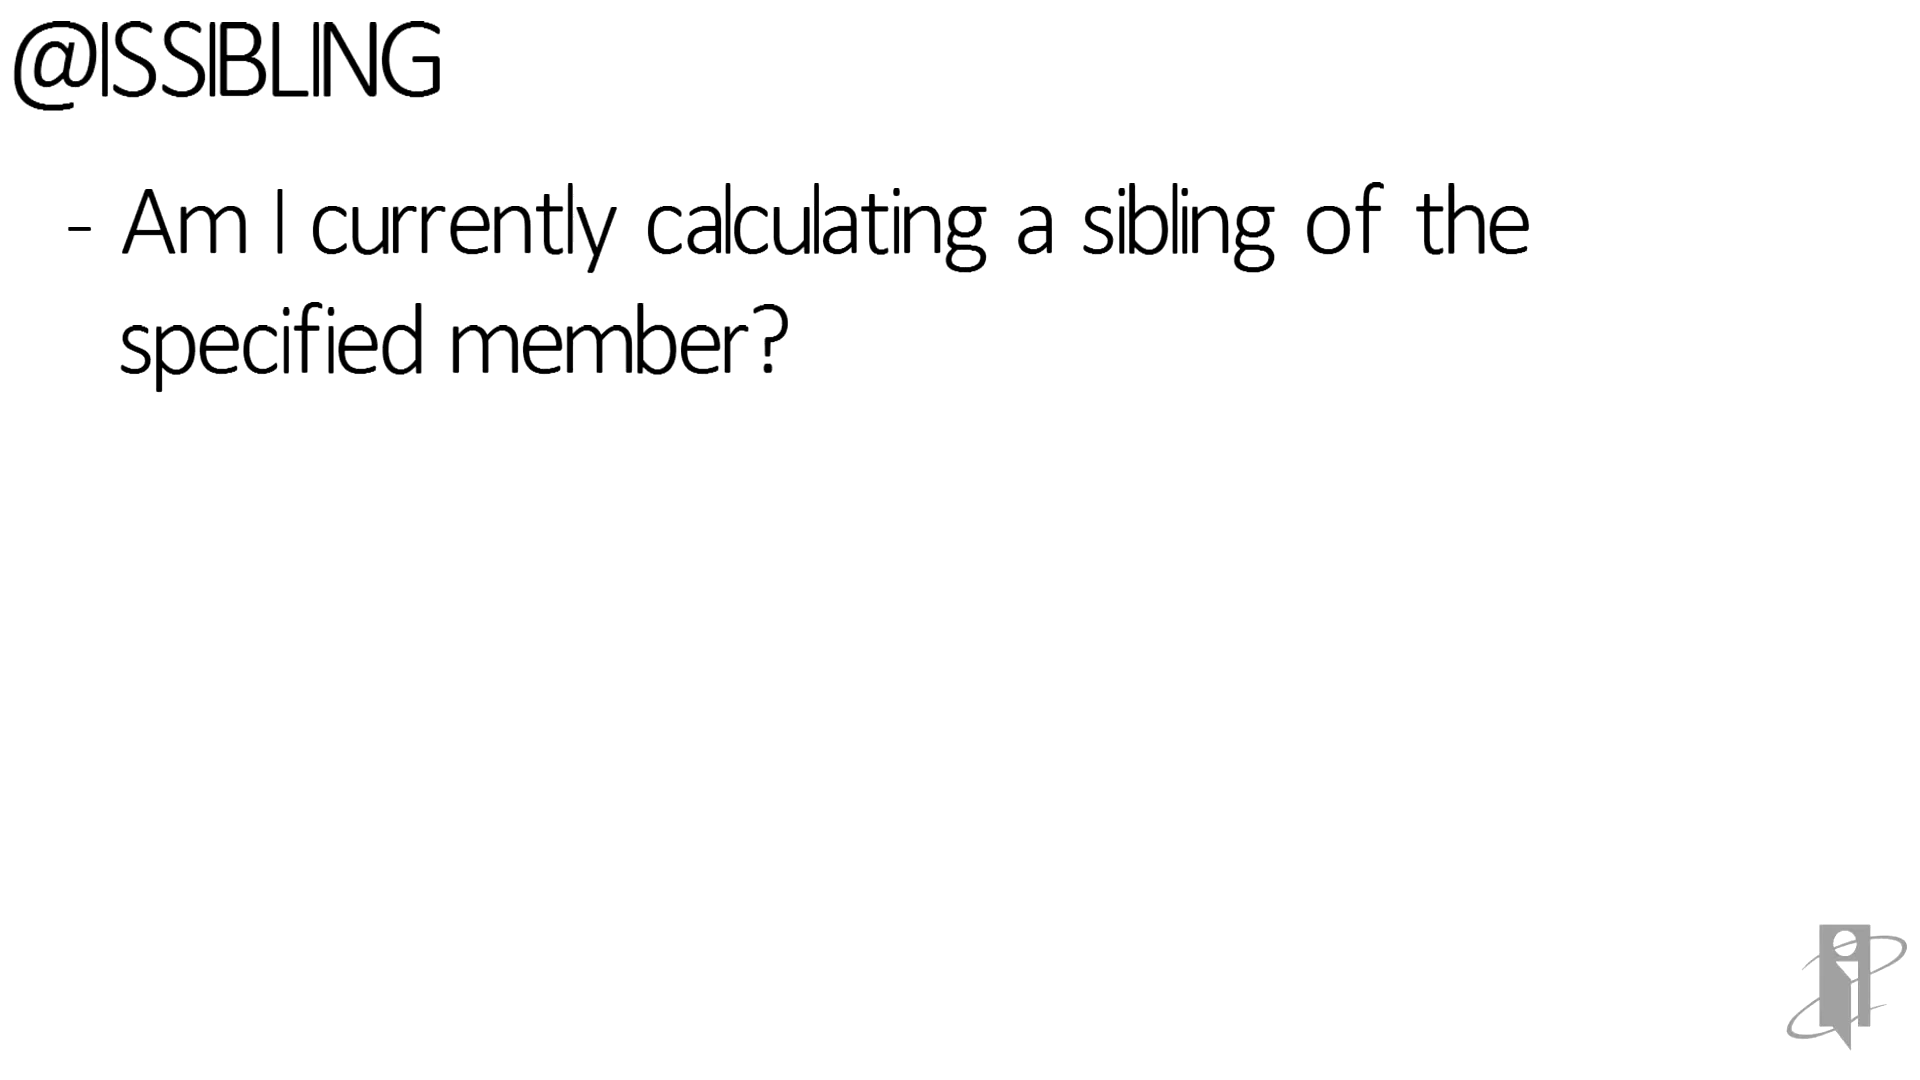 @ISSIBLING
- Am I currently calculating a sibling of the
specified member?